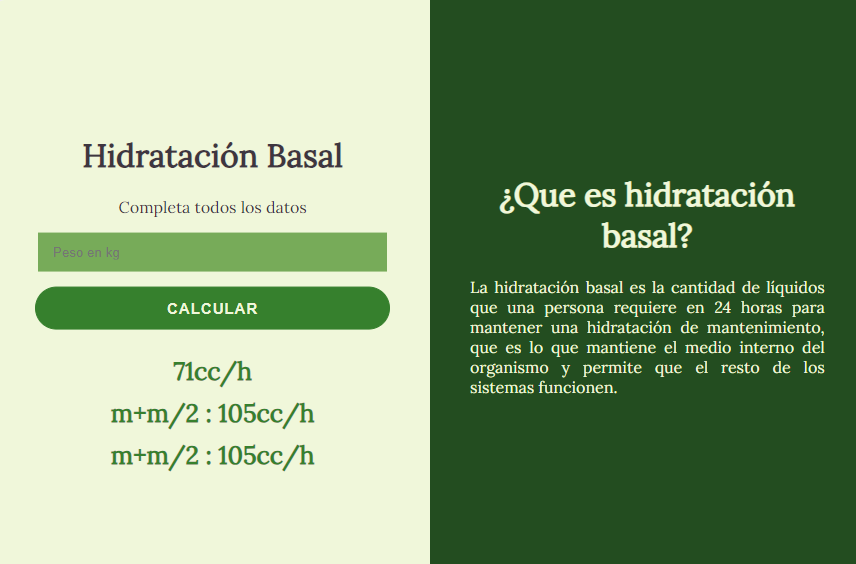 Hidratación Basal
Completa todos los datos
Peso en kg
CALCULAR
71cc/h
m+m/2 : 105cc/h
m+m/2 : 105cc/h
¿Que es hidratación
basal?
La hidratación basal es la cantidad de líquidos
que una persona requiere en 24 horas para
mantener una hidratación de mantenimiento,
que es lo que mantiene el medio interno del
organismo y permite que el resto de los
sistemas funcionen.